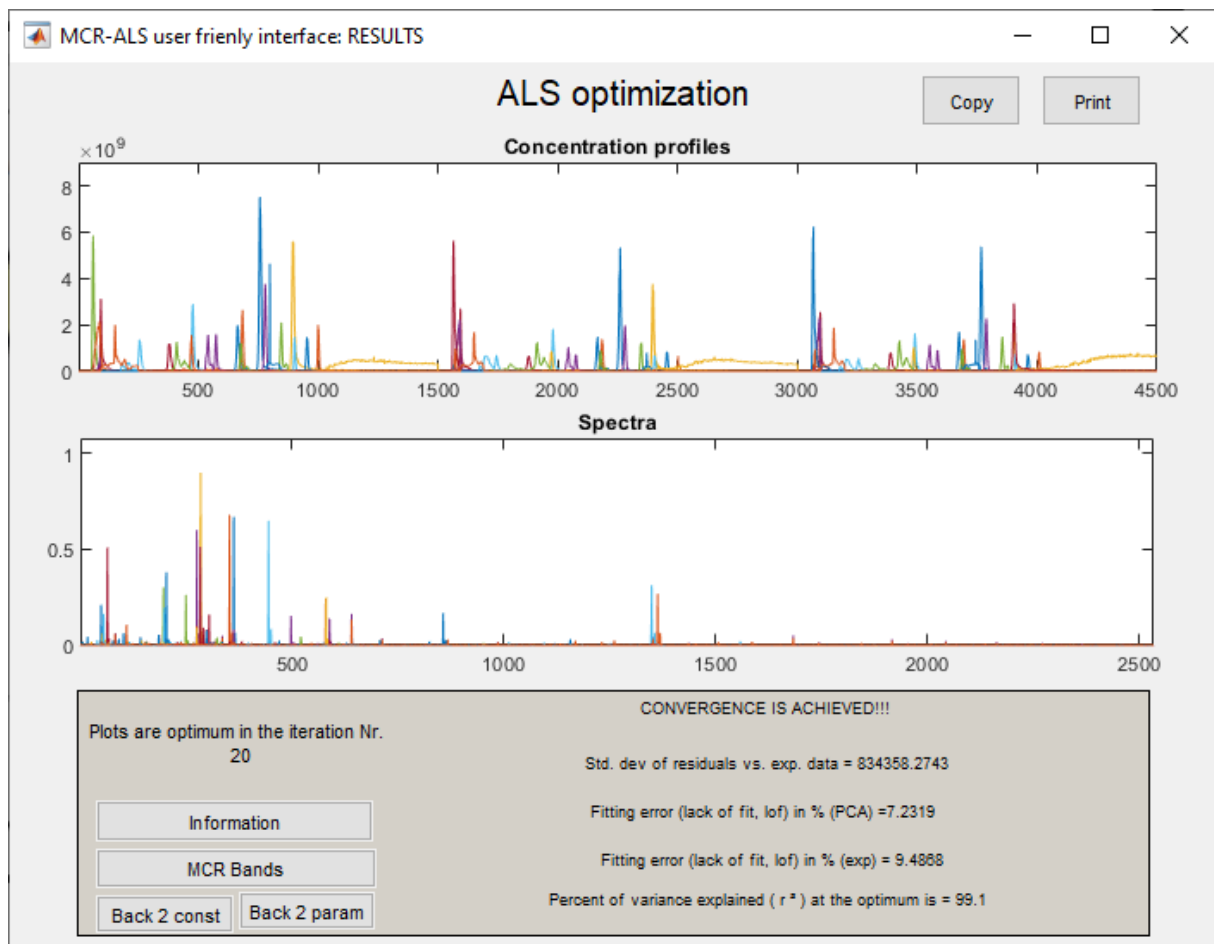 MCR-ALS user frienly interface: RESULTS
ALS optimization
Copy
Print
×10^9
Concentration profiles
8
6
4
2
0
500 1000 1500 2000 2500 3000 3500 4000 4500
Spectra
1
0.5
0
500 1000 1500 2000 2500
Plots are optimum in the iteration Nr.
20
Information
MCR Bands
Back 2 const
Back 2 param
CONVERGENCE IS ACHIEVED!!!
Std. dev of residuals vs. exp. data = 834358.2743
Fitting error (lack of fit, lof) in % (PCA) =7.2319
Fitting error (lack of fit, lof) in % (exp) = 9.4868
Percent of variance explained ( r ² ) at the optimum is = 99.1